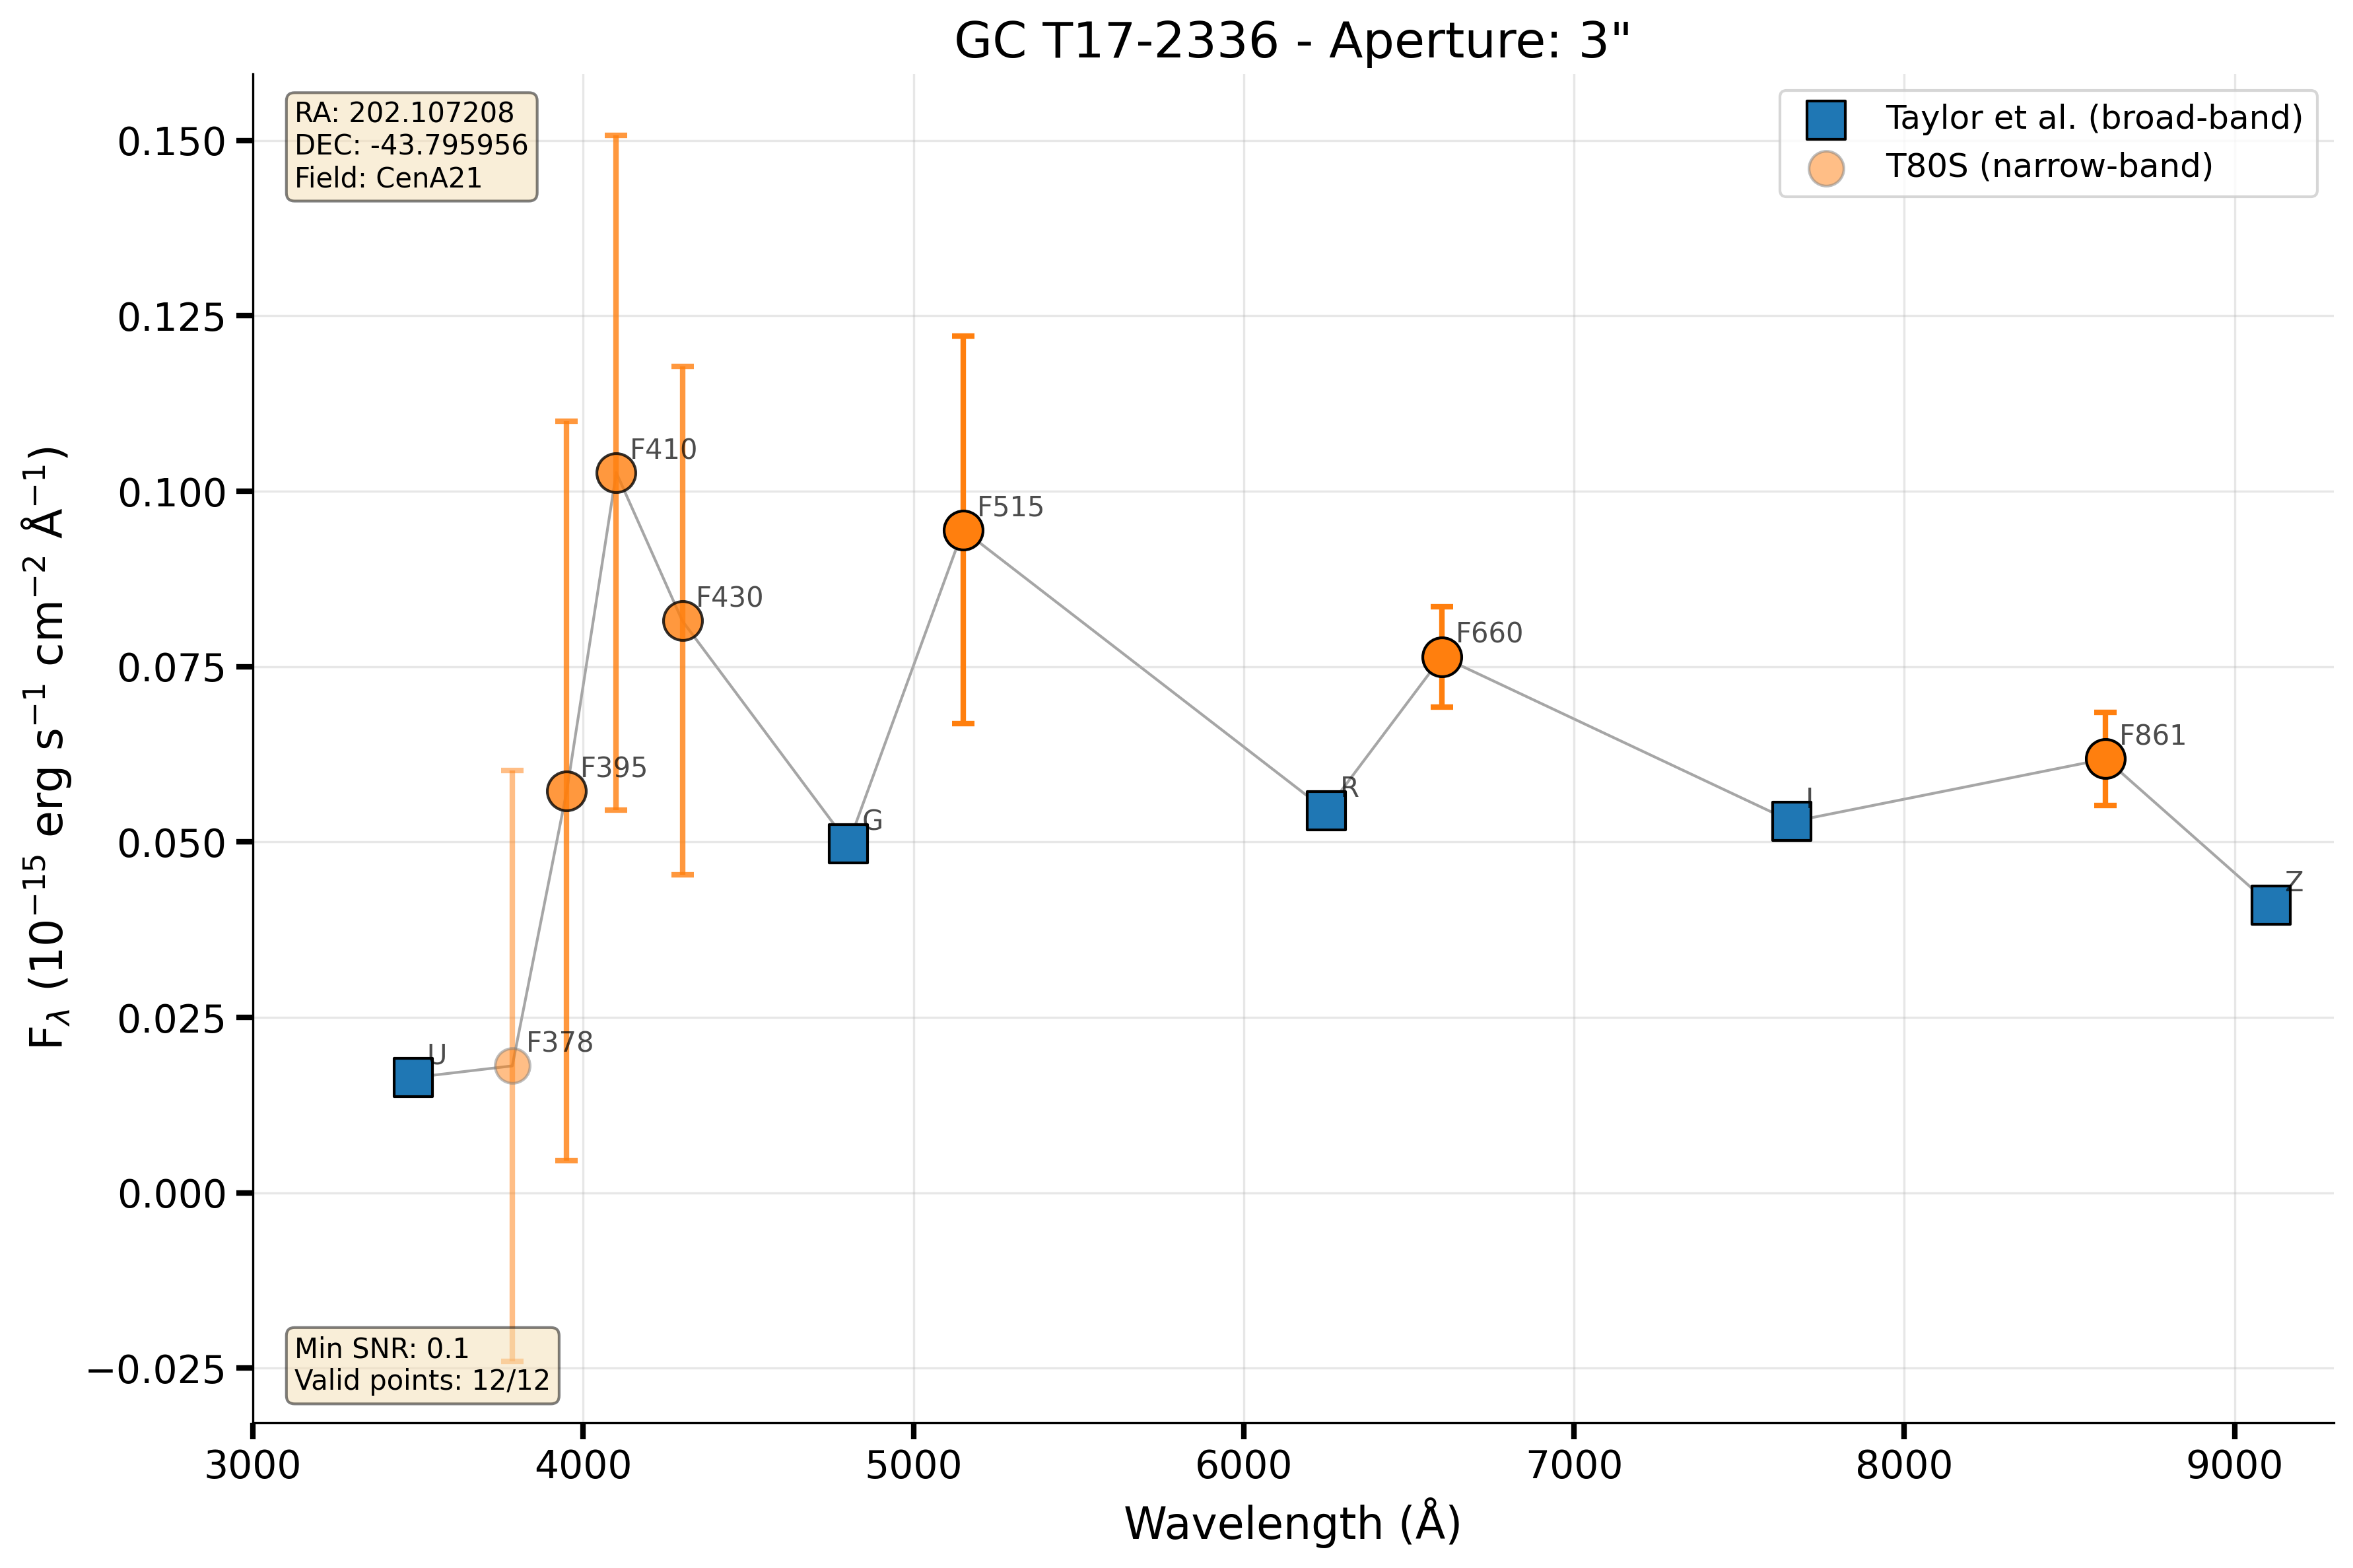 GC T17-2336 - Aperture: 3"
RA: 202.107208
DEC: -43.795956
Field: CenA21
Taylor et al. (broad-band)
T80S (narrow-band)
0.150
0.125
0.100
0.075
0.050
0.025
0.000
−0.025
F410
F515
F430
F660
F861
F395
R
I
G
Z
U
F378
Min SNR: 0.1
Valid points: 12/12
3000
4000
5000
6000
7000
8000
9000
Wavelength (Å)
Fλ (10⁻¹⁵ erg s⁻¹ cm⁻² Å⁻¹)